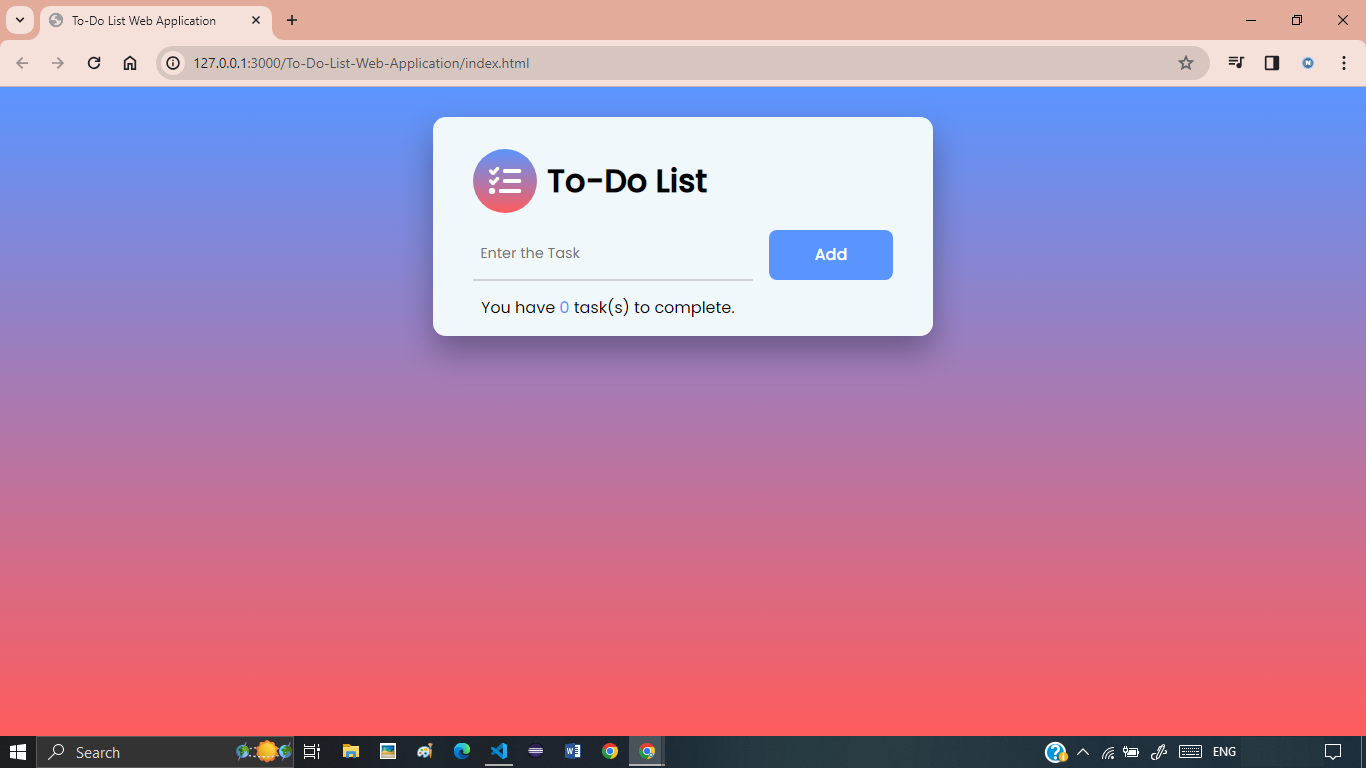 To-Do List Web Application
127.0.0.1:3000/To-Do-List-Web-Application/index.html
To-Do List
Enter the Task
Add
You have 0 task(s) to complete.
Search
ENG